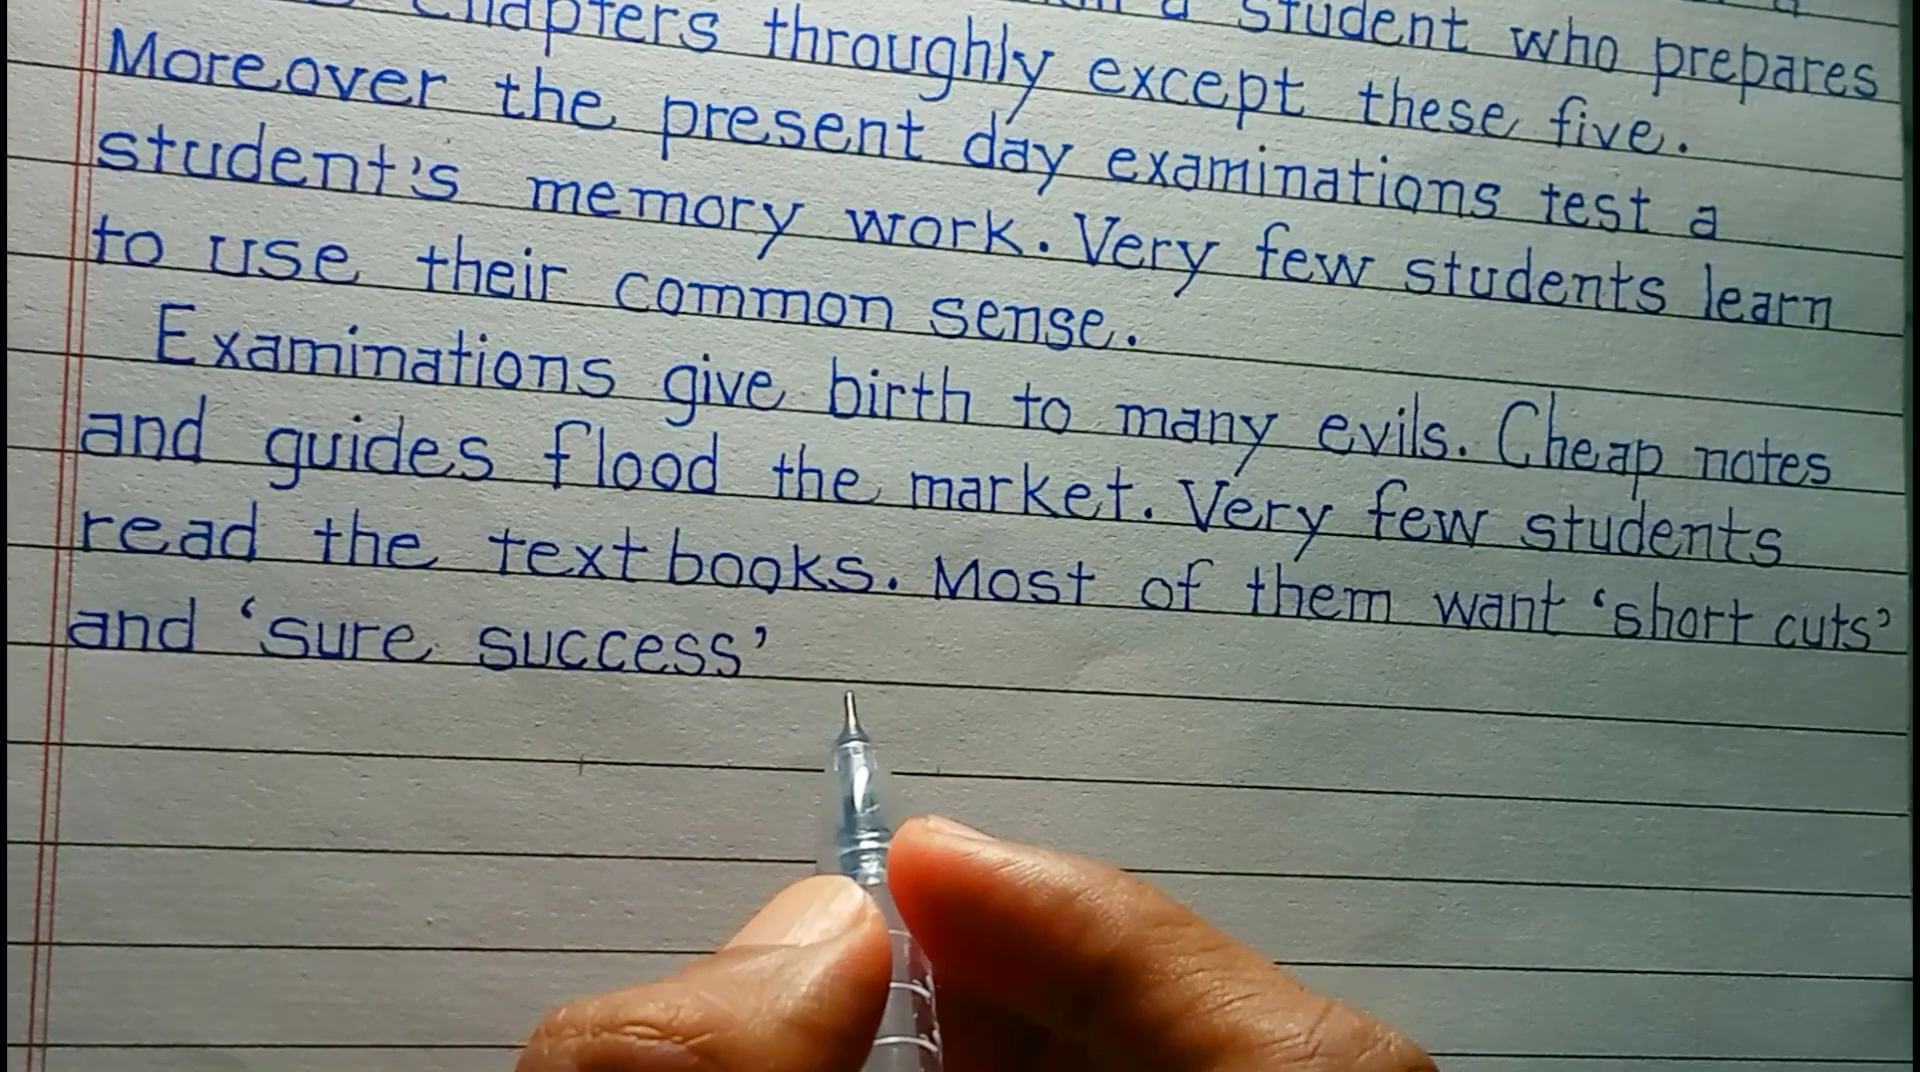 a student who prepares
chapters throughly except these five.
Moreover the present day examinations test a
student's memory work. Very few students learn
to use their common sense.
Examinations give birth to many evils. Cheap notes
and guides flood the market. Very few students
read the text books. Most of them want ‘short cuts’
and ‘sure success’